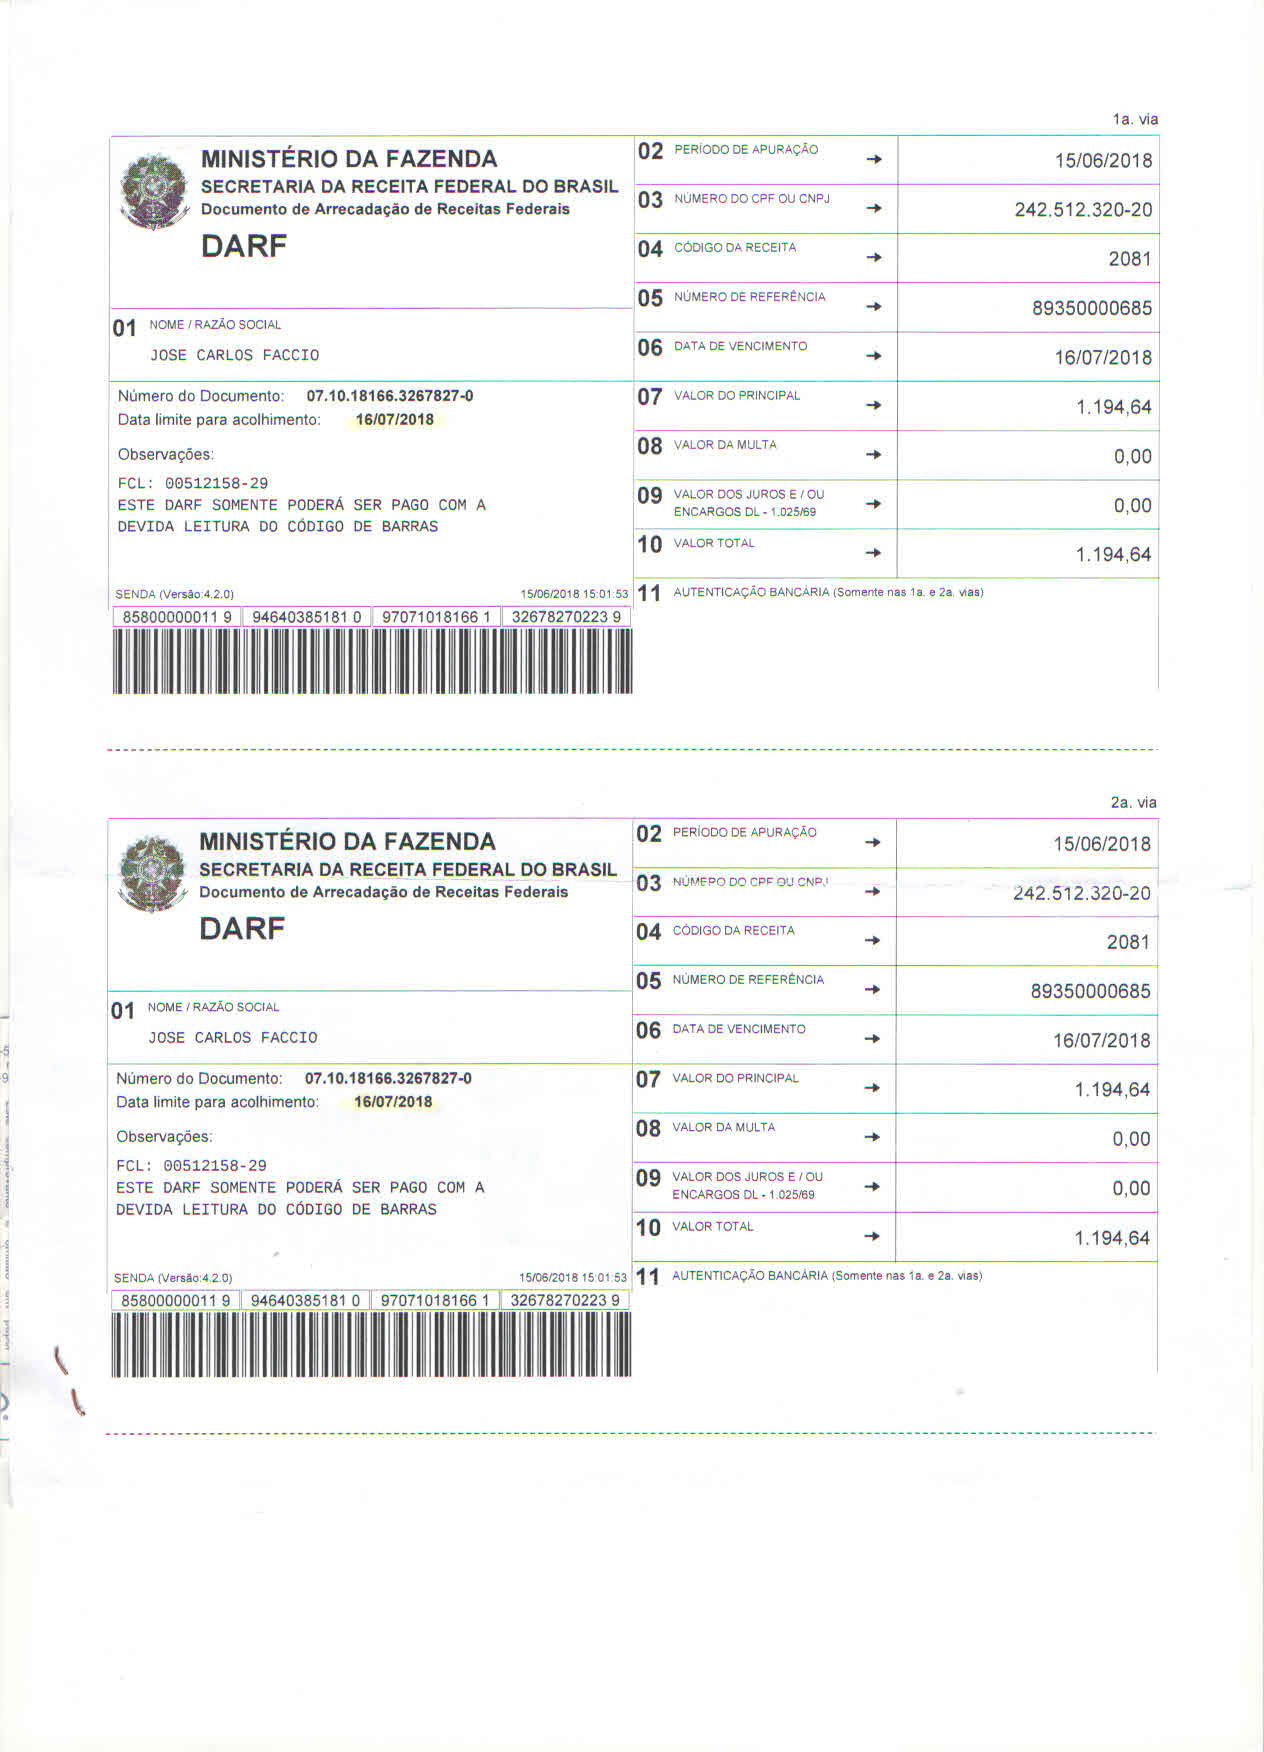 1a. via
MINISTÉRIO DA FAZENDA
SECRETARIA DA RECEITA FEDERAL DO BRASIL
Documento de Arrecadação de Receitas Federais
DARF
01 NOME / RAZÃO SOCIAL
JOSE CARLOS FACCIO
Número do Documento: 07.10.18166.3267827-0
Data limite para acolhimento: 16/07/2018
Observações:
FCL: 00512158-29
ESTE DARF SOMENTE PODERÁ SER PAGO COM A
DEVIDA LEITURA DO CÓDIGO DE BARRAS
SENDA (Versão:4.2.0) 15/06/2018 15:01:53
85800000011 9 94640385181 0 97071018166 1 32678270223 9
02 PERÍODO DE APURAÇÃO 15/06/2018
03 NÚMERO DO CPF OU CNPJ 242.512.320-20
04 CÓDIGO DA RECEITA 2081
05 NÚMERO DE REFERÊNCIA 89350000685
06 DATA DE VENCIMENTO 16/07/2018
07 VALOR DO PRINCIPAL 1.194,64
08 VALOR DA MULTA 0,00
09 VALOR DOS JUROS E / OU
ENCARGOS DL - 1.025/69 0,00
10 VALOR TOTAL 1.194,64
11 AUTENTICAÇÃO BANCÁRIA (Somente nas 1a. e 2a. vias)
2a. via
MINISTÉRIO DA FAZENDA
SECRETARIA DA RECEITA FEDERAL DO BRASIL
Documento de Arrecadação de Receitas Federais
DARF
01 NOME / RAZÃO SOCIAL
JOSE CARLOS FACCIO
Número do Documento: 07.10.18166.3267827-0
Data limite para acolhimento: 16/07/2018
Observações:
FCL: 00512158-29
ESTE DARF SOMENTE PODERÁ SER PAGO COM A
DEVIDA LEITURA DO CÓDIGO DE BARRAS
SENDA (Versão:4.2.0) 15/06/2018 15:01:53
85800000011 9 94640385181 0 97071018166 1 32678270223 9
02 PERÍODO DE APURAÇÃO 15/06/2018
03 NÚMERO DO CPF OU CNPJ 242.512.320-20
04 CÓDIGO DA RECEITA 2081
05 NÚMERO DE REFERÊNCIA 89350000685
06 DATA DE VENCIMENTO 16/07/2018
07 VALOR DO PRINCIPAL 1.194,64
08 VALOR DA MULTA 0,00
09 VALOR DOS JUROS E / OU
ENCARGOS DL - 1.025/69 0,00
10 VALOR TOTAL 1.194,64
11 AUTENTICAÇÃO BANCÁRIA (Somente nas 1a. e 2a. vias)